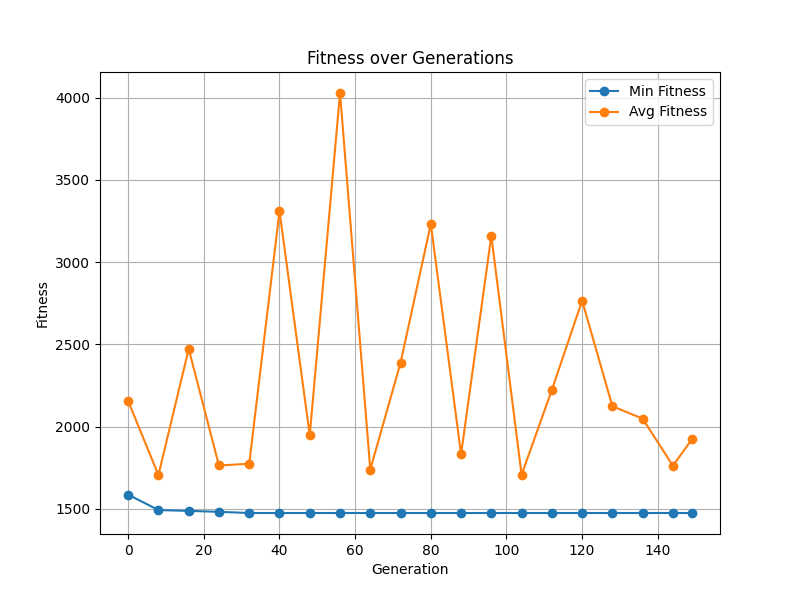 Fitness over Generations
Min Fitness
Avg Fitness
4000
3500
3000
2500
2000
1500
Fitness
0 20 40 60 80 100 120 140
Generation